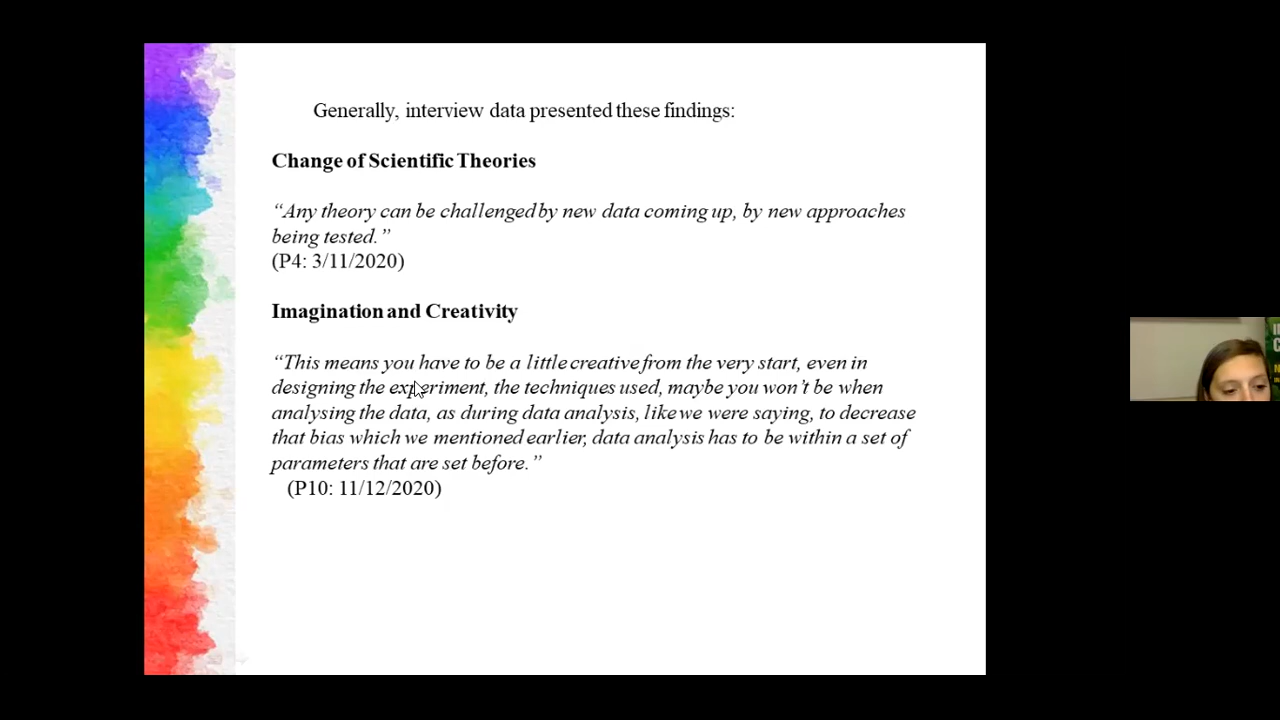 Generally, interview data presented these findings:
Change of Scientific Theories
“Any theory can be challenged by new data coming up, by new approaches
being tested.”
(P4: 3/11/2020)
Imagination and Creativity
“This means you have to be a little creative from the very start, even in
designing the experiment, the techniques used, maybe you won’t be when
analysing the data, as during data analysis, like we were saying, to decrease
that bias which we mentioned earlier, data analysis has to be within a set of
parameters that are set before.”
(P10: 11/12/2020)